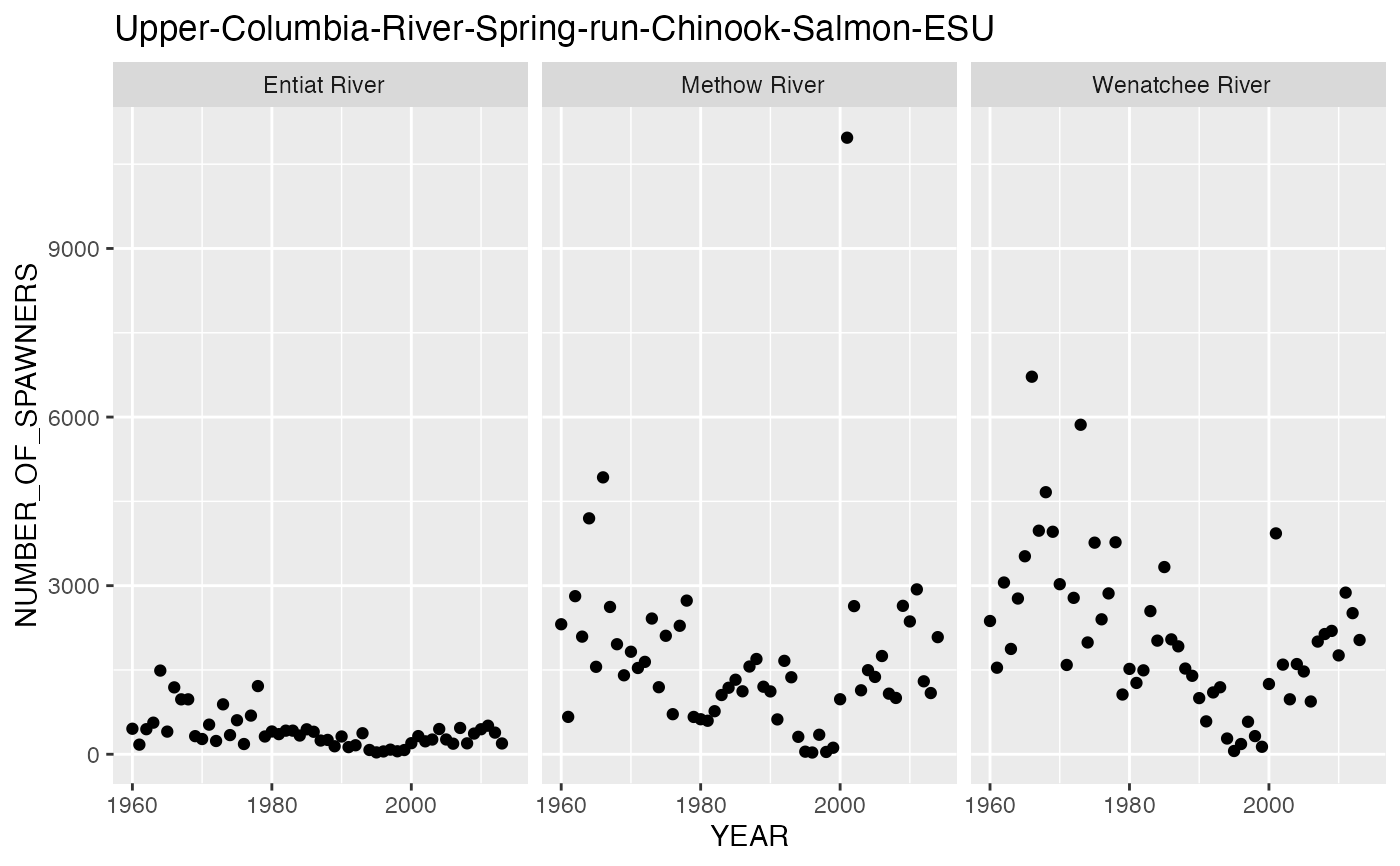 Upper-Columbia-River-Spring-run-Chinook-Salmon-ESU
Entiat River
Methow River
Wenatchee River
NUMBER_OF_SPAWNERS
9000
6000
3000
0
1960
1980
2000
1960
1980
2000
1960
1980
2000
YEAR